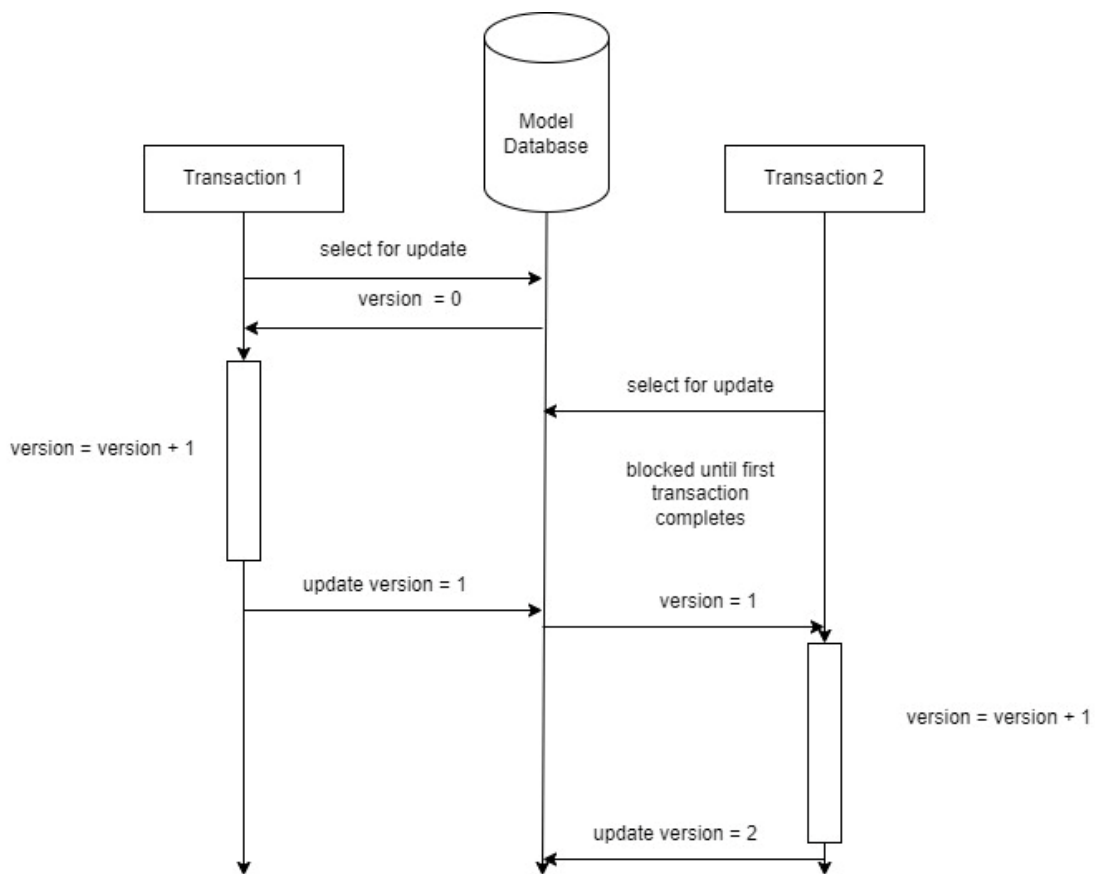 Model
Database
Transaction 1
Transaction 2
select for update
version = 0
select for update
version = version + 1
blocked until first
transaction
completes
update version = 1
version = 1
version = version + 1
update version = 2